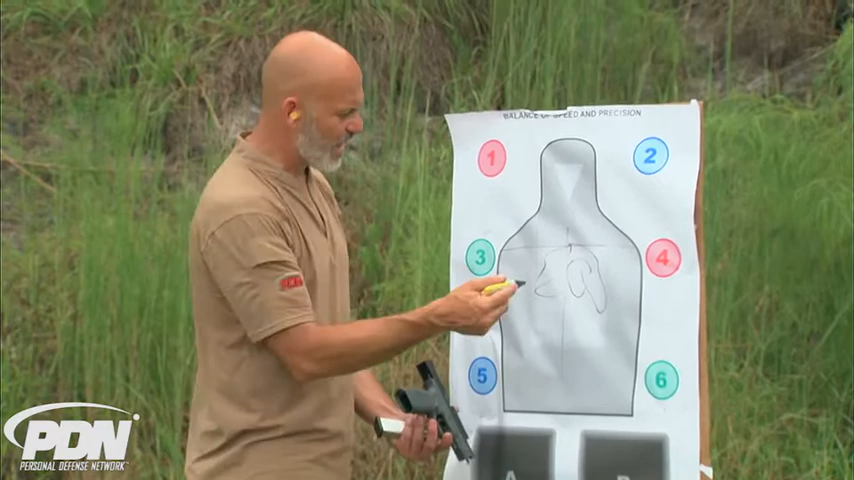 BALANCE OF SPEED AND PRECISION
1
2
3
4
5
6
A
PDN
PERSONAL DEFENSE NETWORK